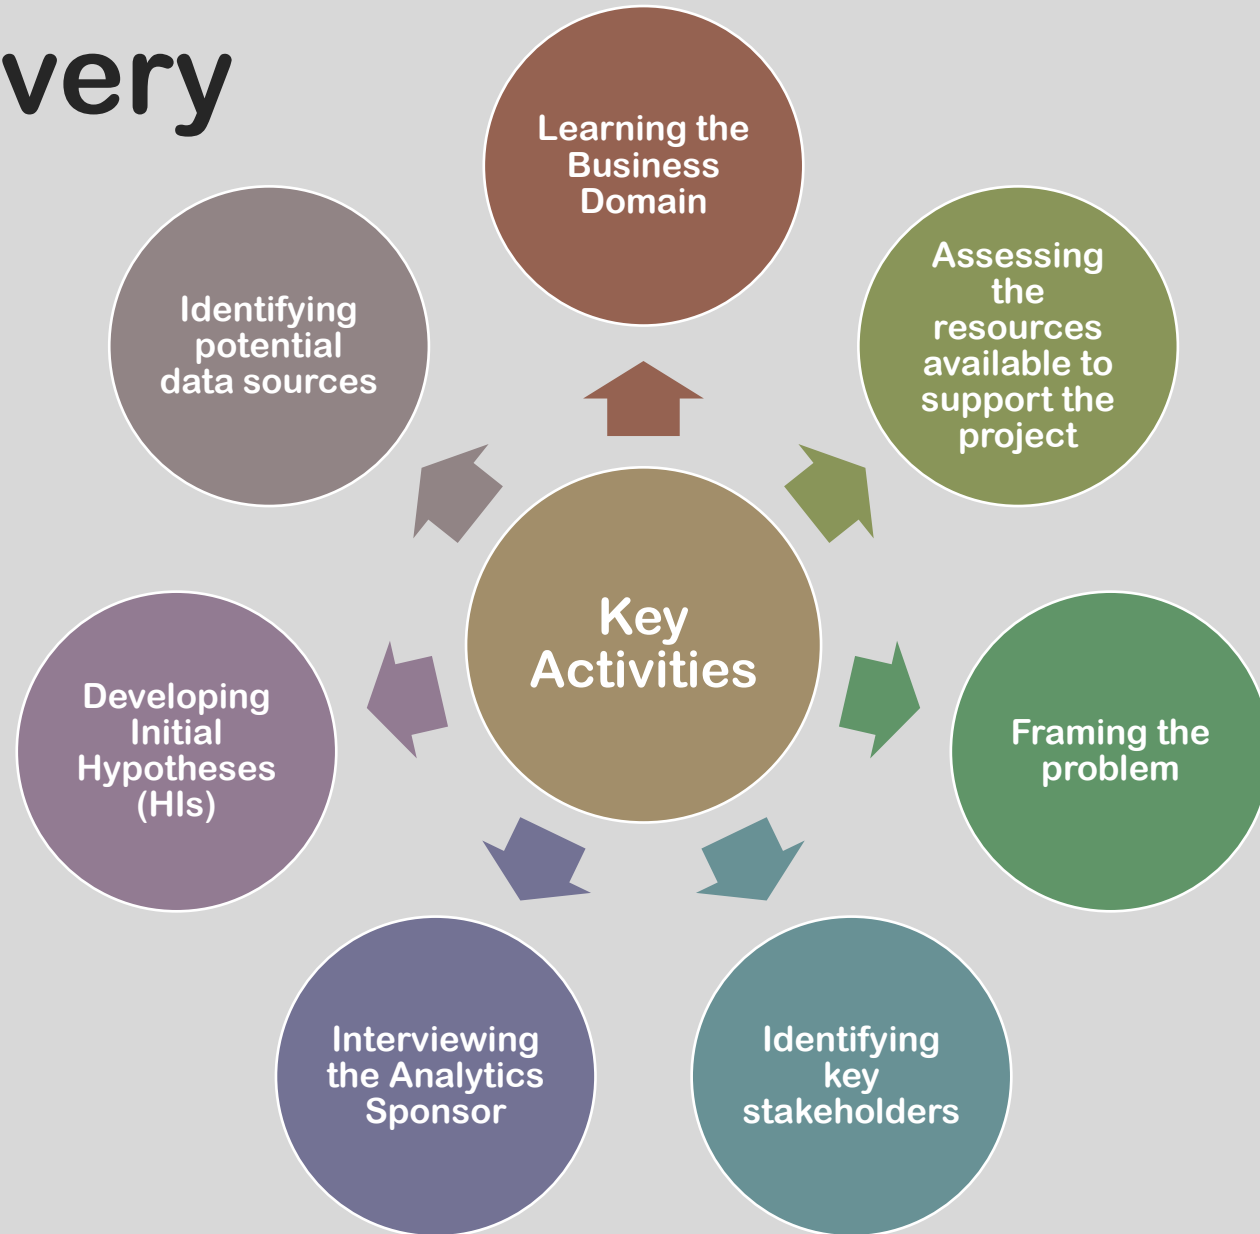 very
Learning the
Business
Domain
Assessing
the
resources
available to
support the
project
Framing the
problem
Identifying
key
stakeholders
Interviewing
the Analytics
Sponsor
Developing
Initial
Hypotheses
(HIs)
Identifying
potential
data sources
Key
Activities